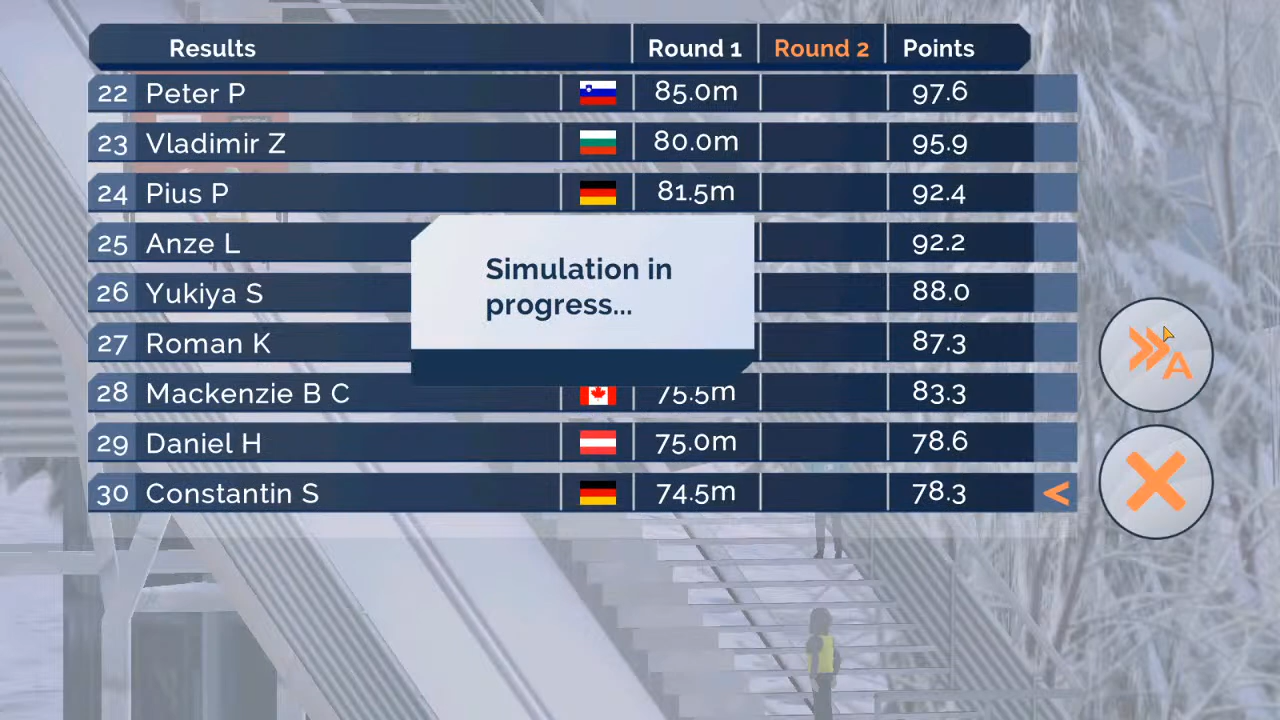 Results Round 1 Round 2 Points
22 Peter P 85.0m 97.6
23 Vladimir Z 80.0m 95.9
24 Pius P 81.5m 92.4
25 Anze L 92.2
26 Yukiya S 88.0
27 Roman K 87.3
28 Mackenzie B C 75.5m 83.3
29 Daniel H 75.0m 78.6
30 Constantin S 74.5m 78.3 <
Simulation in
progress...
A